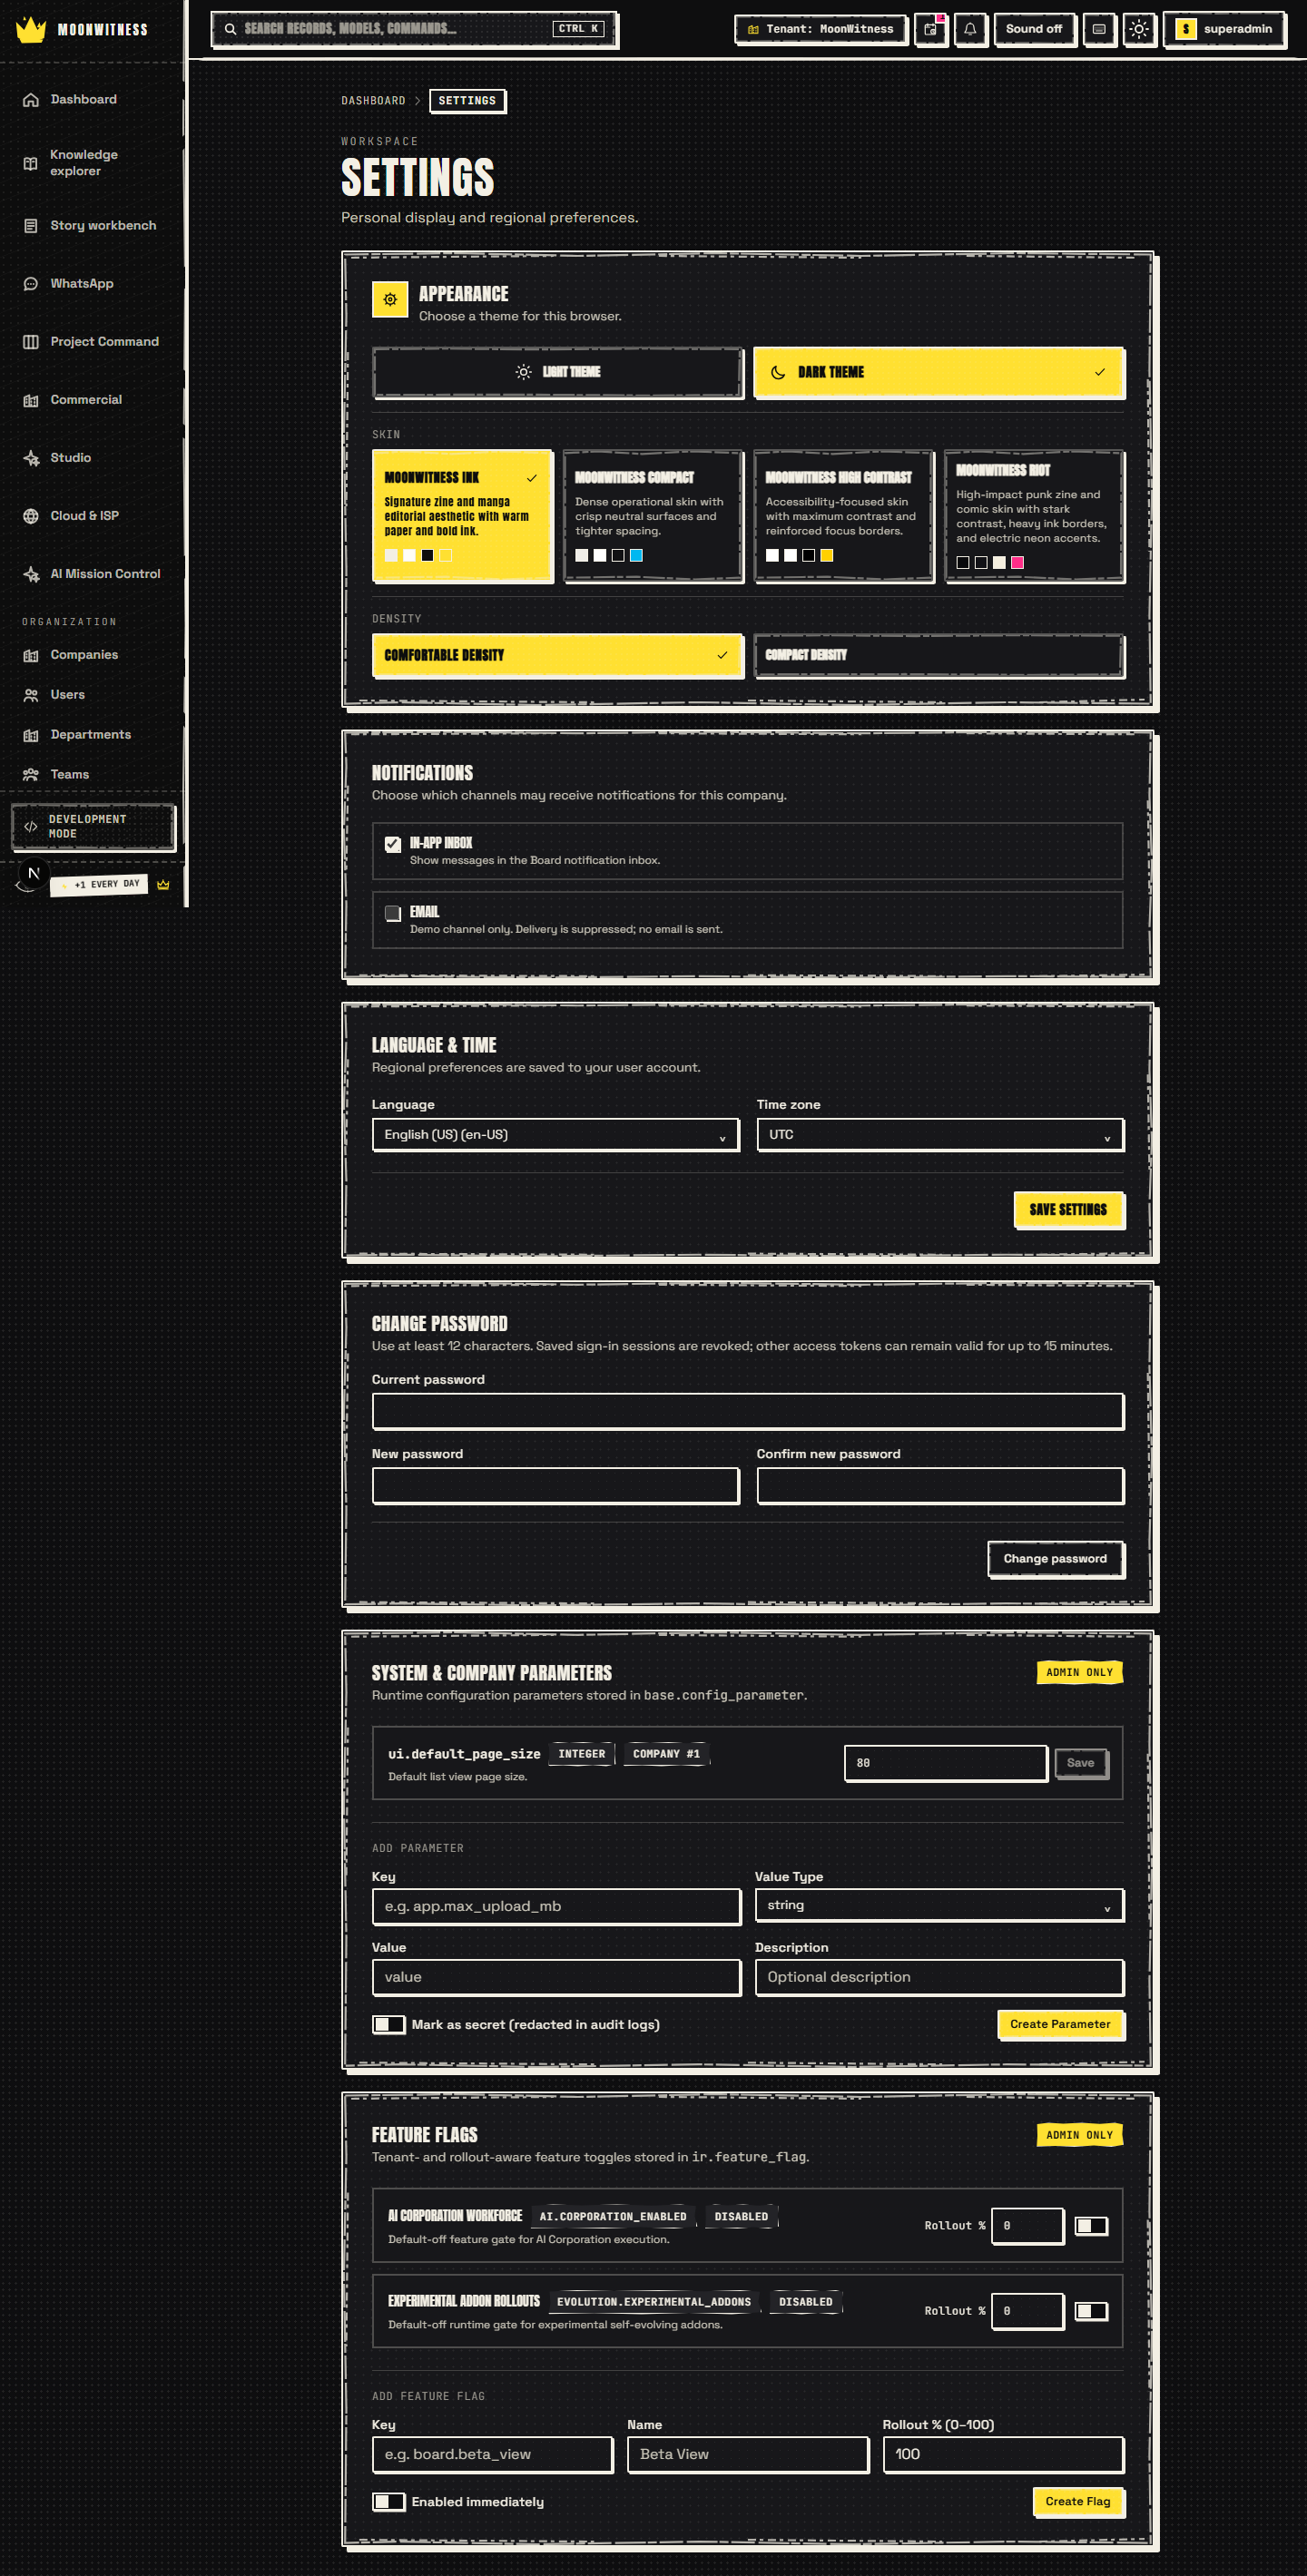 MOONWITNESS
SEARCH RECORDS, MODELS, COMMANDS...
CTRL K
Tenant: MoonWitness
Sound off
S
superadmin
Dashboard
Knowledge
explorer
Story workbench
WhatsApp
Project Command
Commercial
Studio
Cloud & ISP
AI Mission Control
ORGANIZATION
Companies
Users
Departments
Teams
DEVELOPMENT
MODE
N
+1 EVERY DAY
DASHBOARD
SETTINGS
WORKSPACE
SETTINGS
Personal display and regional preferences.
APPEARANCE
Choose a theme for this browser.
LIGHT THEME
DARK THEME
SKIN
MOONWITNESS INK
Signature zine and manga
editorial aesthetic with warm
paper and bold ink.
MOONWITNESS COMPACT
Dense operational skin with
crisp neutral surfaces and
tighter spacing.
MOONWITNESS HIGH CONTRAST
Accessibility-focused skin
with maximum contrast and
reinforced focus borders.
MOONWITNESS RIOT
High-impact punk zine and
comic skin with stark
contrast, heavy ink borders,
and electric neon accents.
DENSITY
COMFORTABLE DENSITY
COMPACT DENSITY
NOTIFICATIONS
Choose which channels may receive notifications for this company.
IN-APP INBOX
Show messages in the Board notification inbox.
EMAIL
Demo channel only. Delivery is suppressed; no email is sent.
LANGUAGE & TIME
Regional preferences are saved to your user account.
Language
Time zone
English (US) (en-US)
UTC
SAVE SETTINGS
CHANGE PASSWORD
Use at least 12 characters. Saved sign-in sessions are revoked; other access tokens can remain valid for up to 15 minutes.
Current password
New password
Confirm new password
Change password
SYSTEM & COMPANY PARAMETERS
ADMIN ONLY
Runtime configuration parameters stored in base.config_parameter.
ui.default_page_size
INTEGER
COMPANY #1
Default list view page size.
80
Save
ADD PARAMETER
Key
Value Type
e.g. app.max_upload_mb
string
Value
Description
value
Optional description
Mark as secret (redacted in audit logs)
Create Parameter
FEATURE FLAGS
ADMIN ONLY
Tenant- and rollout-aware feature toggles stored in ir.feature_flag.
AI CORPORATION WORKFORCE
AI.CORPORATION_ENABLED
DISABLED
Default-off feature gate for AI Corporation execution.
Rollout %
0
EXPERIMENTAL ADDON ROLLOUTS
EVOLUTION.EXPERIMENTAL_ADDONS
DISABLED
Default-off runtime gate for experimental self-evolving addons.
Rollout %
0
ADD FEATURE FLAG
Key
Name
Rollout % (0–100)
e.g. board.beta_view
Beta View
100
Enabled immediately
Create Flag